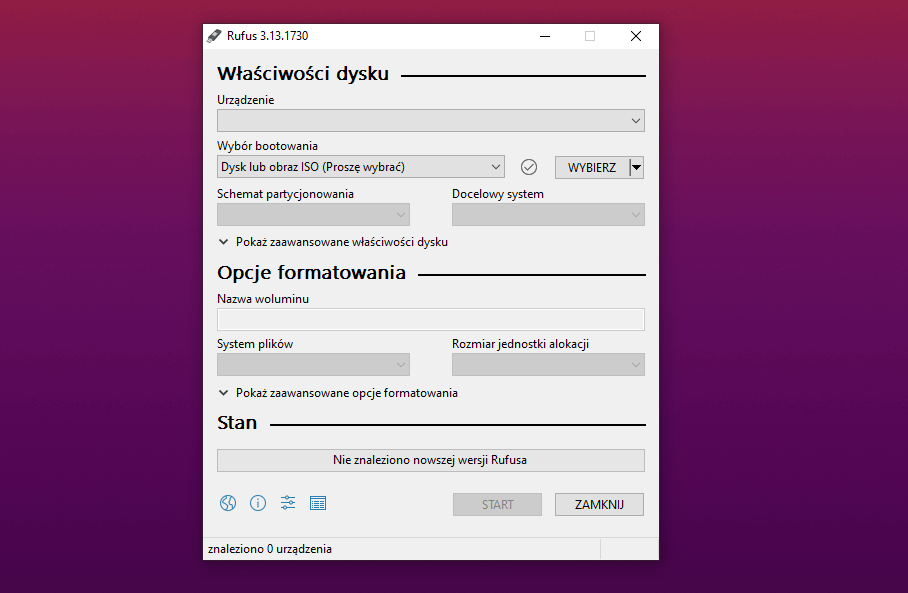 Rufus 3.13.1730
Właściwości dysku
Urządzenie
Wybór bootowania
Dysk lub obraz ISO (Proszę wybrać)
WYBIERZ
Schemat partycjonowania
Docelowy system
Pokaż zaawansowane właściwości dysku
Opcje formatowania
Nazwa woluminu
System plików
Rozmiar jednostki alokacji
Pokaż zaawansowane opcje formatowania
Stan
Nie znaleziono nowszej wersji Rufusa
START
ZAMKNIJ
znaleziono 0 urządzenia